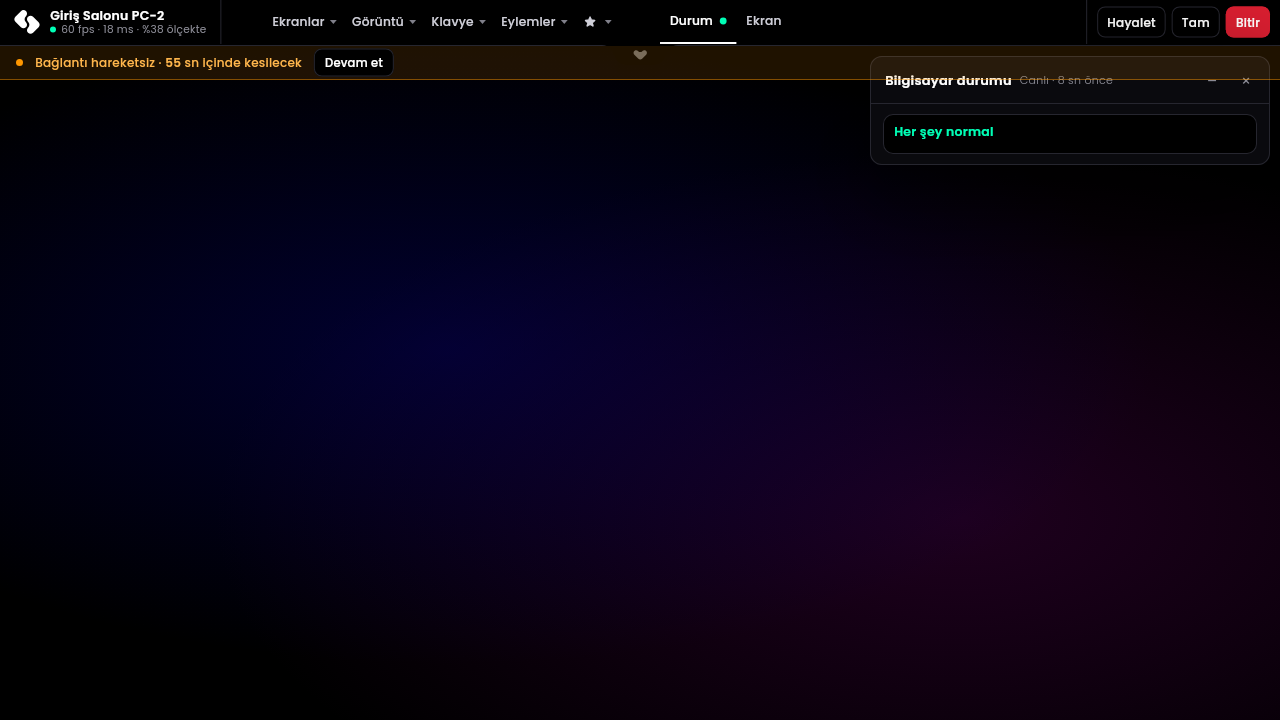 Giriş Salonu PC-2
60 fps · 18 ms · %38 ölçekte
Ekranlar
Görüntü
Klavye
Eylemler
Durum
Ekran
Hayalet
Tam
Bitir
Bağlantı hareketsiz · 55 sn içinde kesilecek
Devam et
Bilgisayar durumu
Canlı · 8 sn önce
Her şey normal